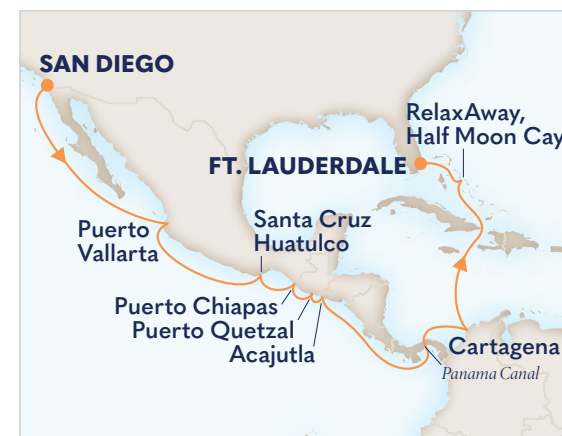 SAN DIEGO
RelaxAway,
Half Moon Cay
FT. LAUDERDALE
Puerto
Vallarta
Santa Cruz
Huatulco
Puerto Chiapas
Puerto Quetzal
Acajutla
Cartagena
Panama Canal